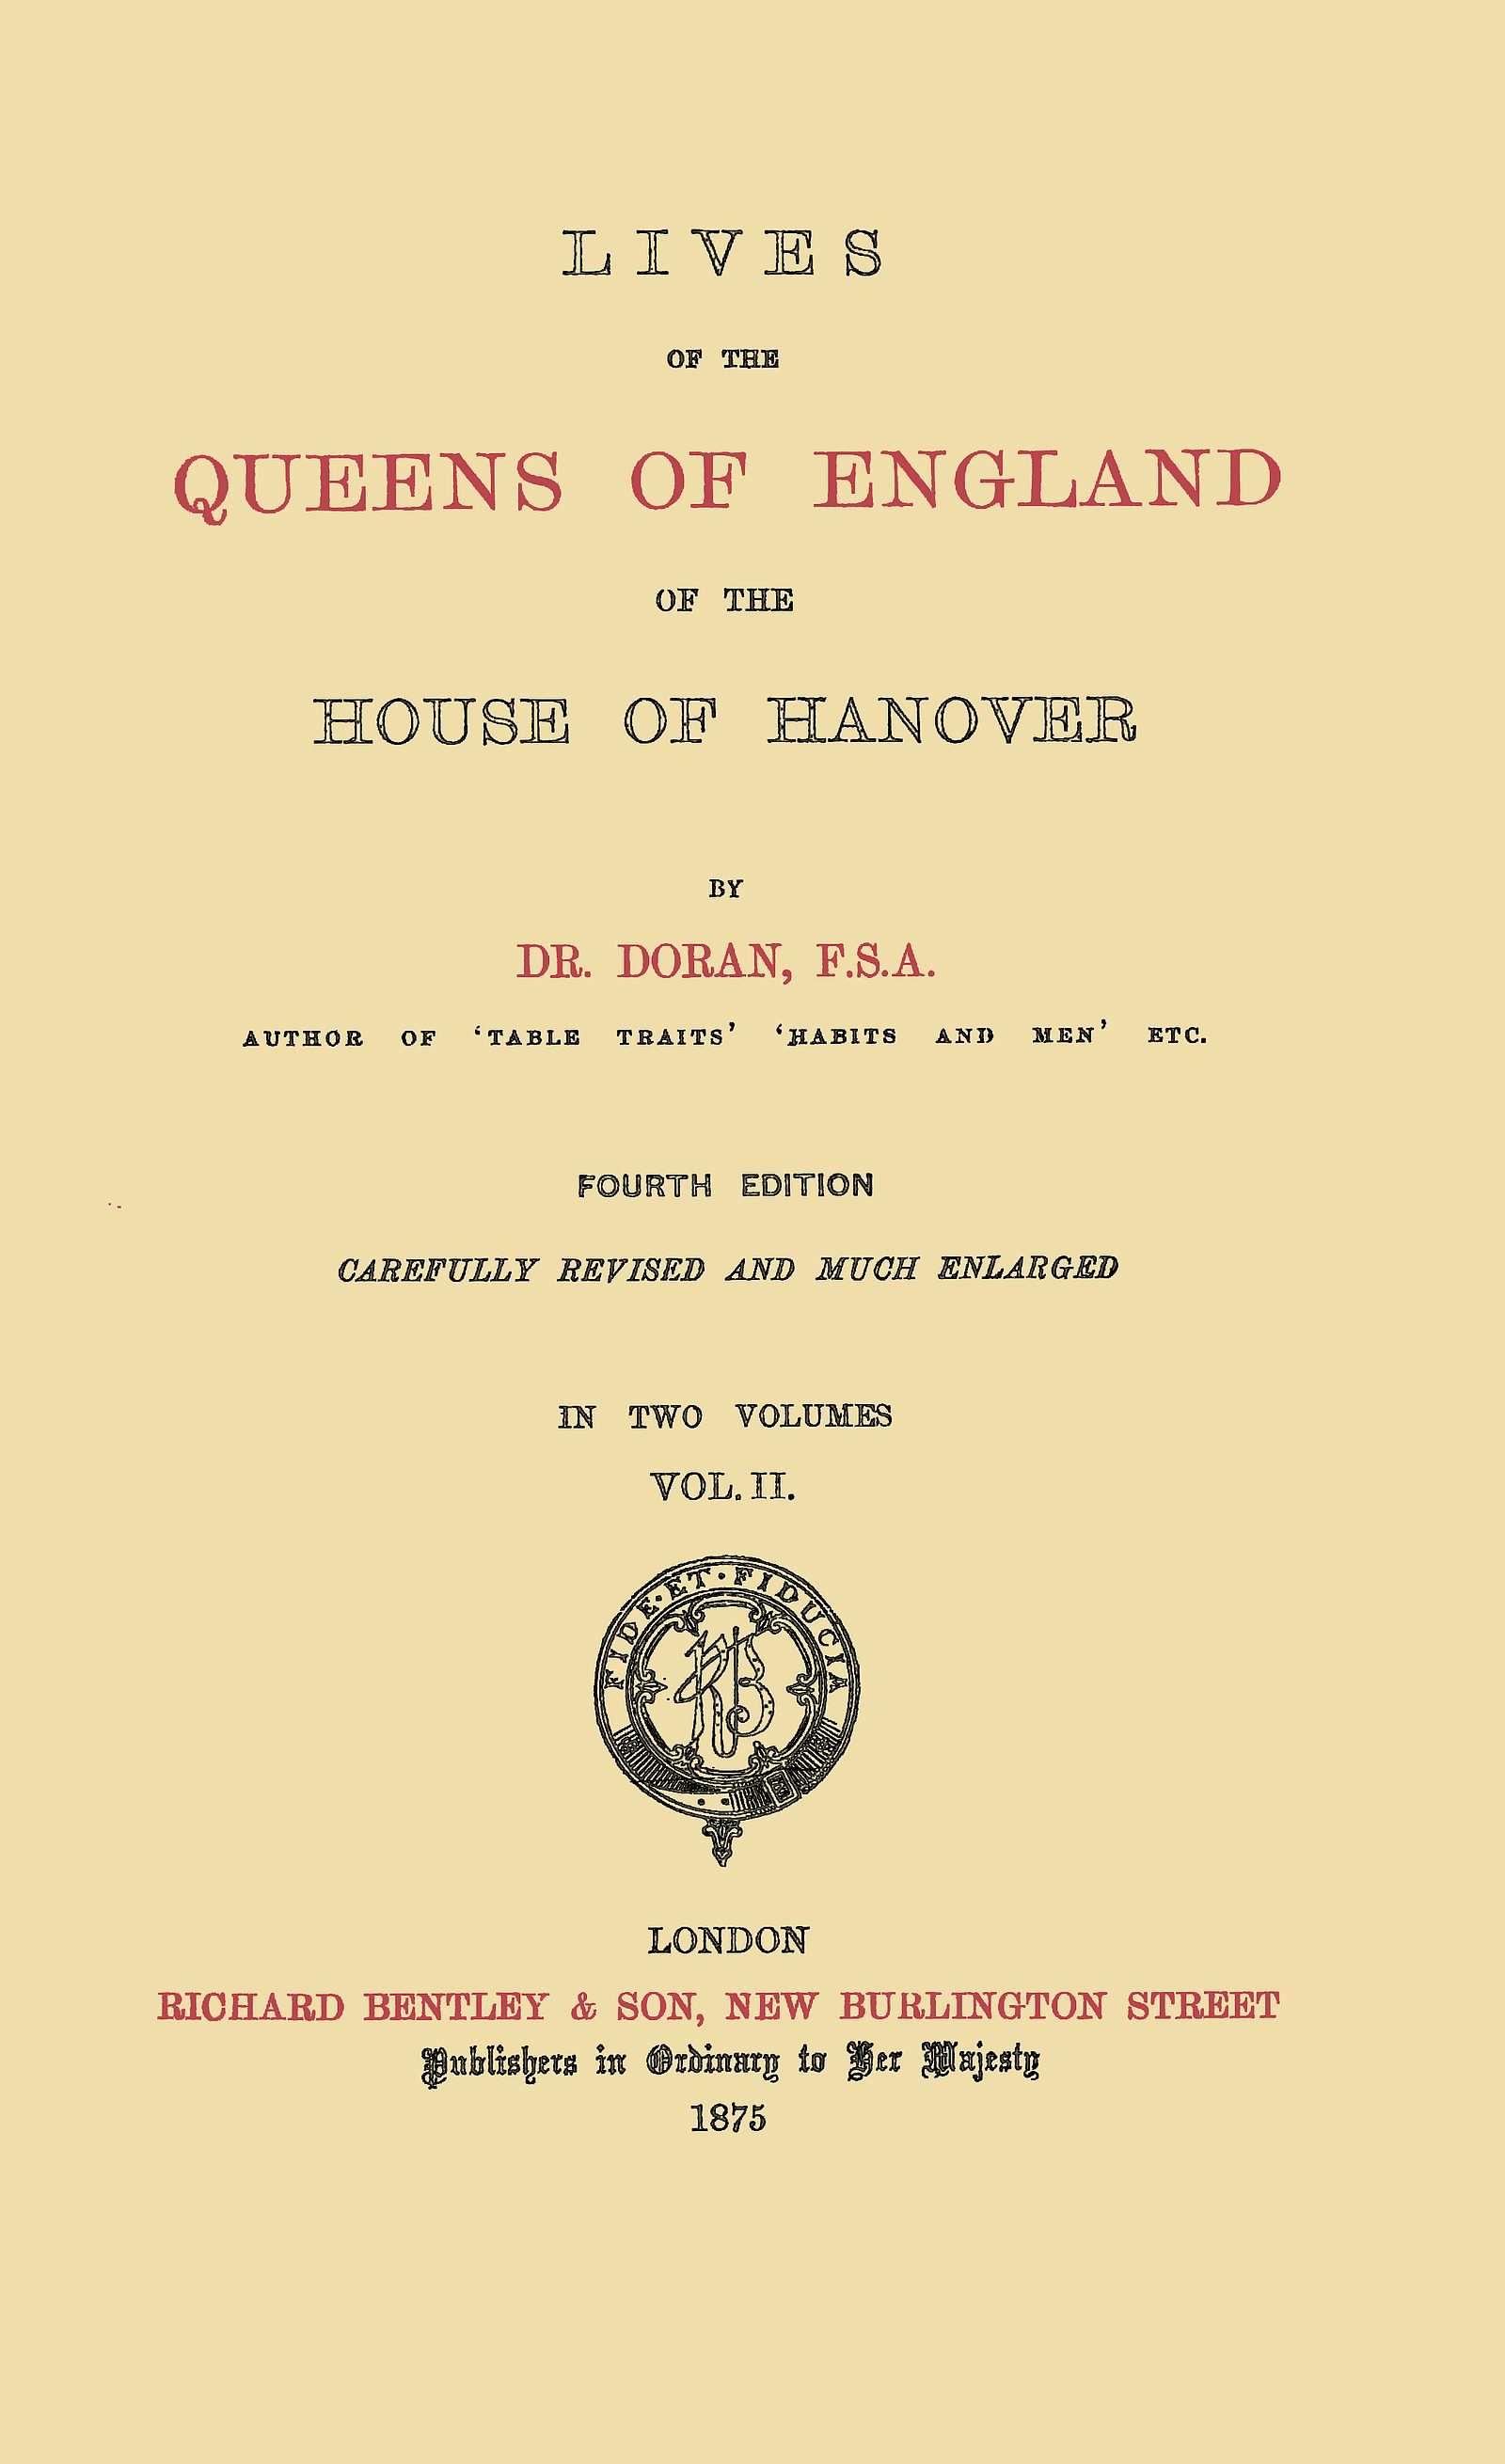 LIVES
OF THE
QUEENS OF ENGLAND
OF THE
HOUSE OF HANOVER
BY
DR. DORAN, F.S.A.
AUTHOR OF ‘TABLE TRAITS’ ‘HABITS AND MEN’ ETC.
FOURTH EDITION
CAREFULLY REVISED AND MUCH ENLARGED
IN TWO VOLUMES
VOL. II.
FIDE·ET·FIDUCIA
RB
LONDON
RICHARD BENTLEY & SON, NEW BURLINGTON STREET
Publishers in Ordinary to Her Majesty
1875